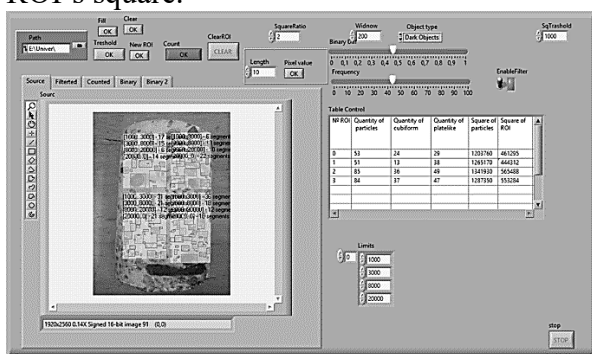 ROI's square.
Fill Clear
OK OK
Path
E:\Univer\
Treshold New ROI Count ClearROI
OK OK OK CLEAR
SquareRatio
2
Widnow
200
Object type
Dark Objects
SqTrashold
1000
Binary Dat
0 0,1 0,2 0,3 0,4 0,5 0,6 0,7 0,8 0,9 1
Length
10
Pixel value
OK
Frequency
0 10 20 30 40 50 60 70 80 90 100
EnableFilter
Source Filtered Counted Binary Binary 2
Sourc
Table Control
№ ROI Quantity of particles Quantity of cubiform Quantity of platelike Square of particles Square of ROI
0 53 24 29 1203760 461295
1 51 13 38 1265170 444312
2 85 36 49 1341930 565488
3 84 37 47 1287350 553284
Limits
0
1000
3000
8000
20000
1920x2560 0.14X Signed 16-bit image 91 (0,0)
stop
STOP